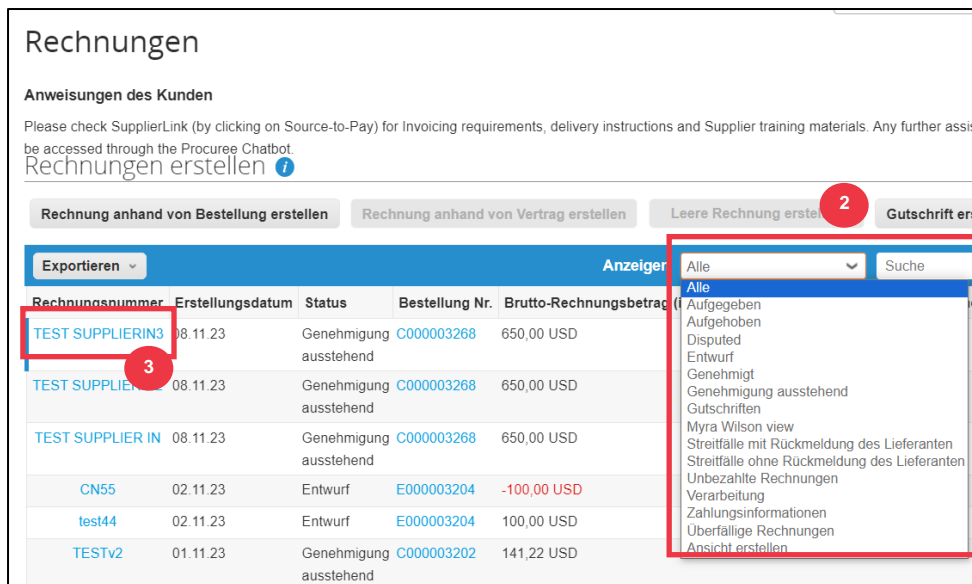 Rechnungen
Anweisungen des Kunden
Please check SupplierLink (by clicking on Source-to-Pay) for Invoicing requirements, delivery instructions and Supplier training materials. Any further
be accessed through the Procuree Chatbot.
Rechnungen erstellen i
Rechnung anhand von Bestellung erstellen Rechnung anhand von Vertrag erstellen Leere Rechnung 2 Gutschrift
Exportieren Anzeigen Alle Suche
Rechnungsnummer Erstellungsdatum Status Bestellung Nr. Brutto-Rechnungsbetrag
Alle
Aufgegeben
Aufgehoben
Disputed
Entwurf
Genehmigt
Genehmigung ausstehend
Gutschriften
Myra Wilson view
Streitfälle mit Rückmeldung des Lieferanten
Streitfälle ohne Rückmeldung des Lieferanten
Unbezahlte Rechnungen
Verarbeitung
Zahlungsinformationen
Überfällige Rechnungen
Ansicht erstellen
TEST SUPPLIERIN3 08.11.23 Genehmigung ausstehend C000003268 650,00 USD
3
TEST 08.11.23 Genehmigung ausstehend C000003268 650,00 USD
TEST SUPPLIER IN 08.11.23 Genehmigung ausstehend C000003268 650,00 USD
CN55 02.11.23 Entwurf E000003204 -100,00 USD
test44 02.11.23 Entwurf E000003204 100,00 USD
TESTv2 01.11.23 Genehmigung ausstehend C000003202 141,22 USD